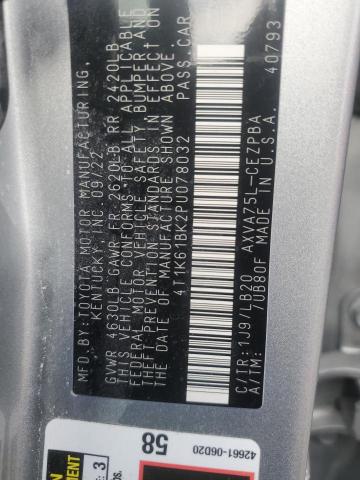 MFD. BY: TOYOTA MOTOR MANUFACTURING,
KENTUCKY, INC. 09/22
GVWR 4630LB GAWR FR 2620LB RR 2420LB
THIS VEHICLE CONFORMS TO ALL APPLICABLE
FEDERAL MOTOR VEHICLE SAFETY, BUMPER, AND
THEFT PREVENTION STANDARDS IN EFFECT ON
THE DATE OF MANUFACTURE SHOWN ABOVE.
4T1K61BK2PU078032 PASS.CAR
C/TR: 1J9/LB20 AXVA75L-CEZPBA
A/TM: 7UB80F MADE IN U.S.A.
40793
58
42661-06D20
3